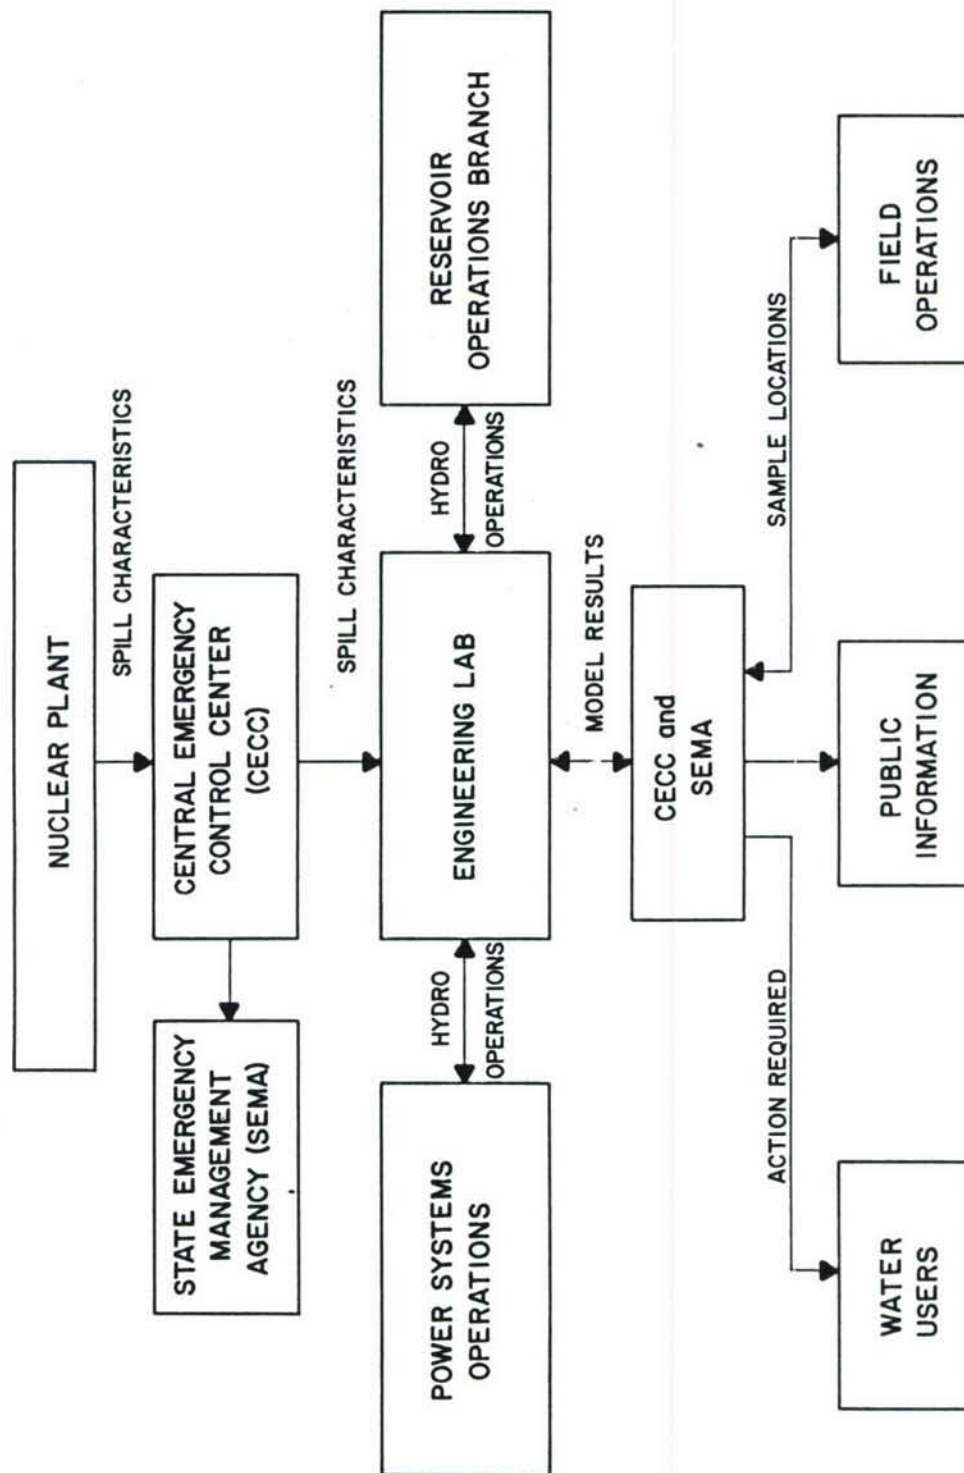 NUCLEAR PLANT
SPILL CHARACTERISTICS
STATE EMERGENCY
MANAGEMENT
AGENCY (SEMA)
CENTRAL EMERGENCY
CONTROL CENTER
(CECC)
SPILL CHARACTERISTICS
POWER SYSTEMS
OPERATIONS
HYDRO
OPERATIONS
ENGINEERING LAB
HYDRO
OPERATIONS
RESERVOIR
OPERATIONS BRANCH
MODEL RESULTS
CECC and
SEMA
ACTION REQUIRED
SAMPLE LOCATIONS
WATER
USERS
PUBLIC
INFORMATION
FIELD
OPERATIONS